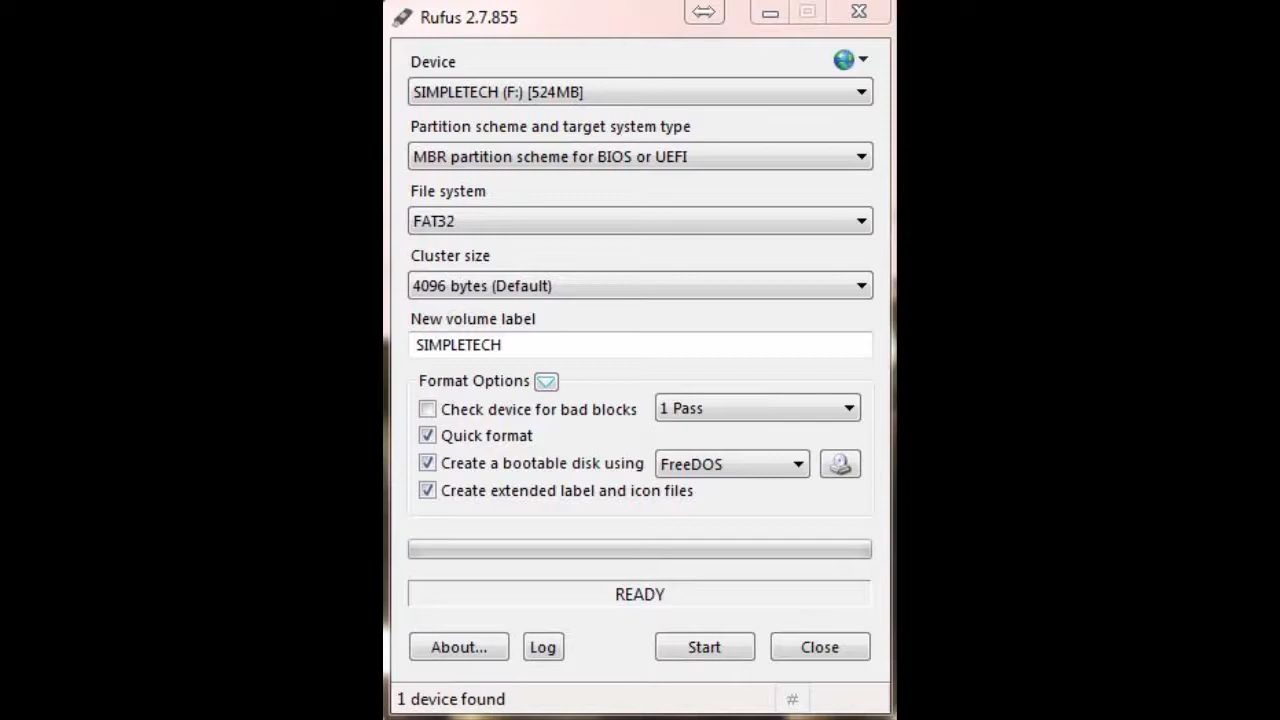 Rufus 2.7.855
Device
SIMPLETECH (F:) [524MB]
Partition scheme and target system type
MBR partition scheme for BIOS or UEFI
File system
FAT32
Cluster size
4096 bytes (Default)
New volume label
SIMPLETECH
Format Options
Check device for bad blocks 1 Pass
Quick format
Create a bootable disk using FreeDOS
Create extended label and icon files
READY
About... Log Start Close
1 device found #